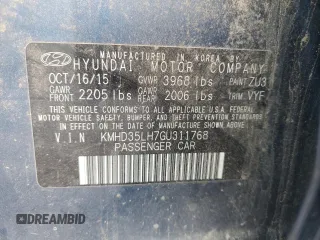 MANUFACTURED IN KOREA BY
HYUNDAI MOTOR COMPANY
OCT/16/15 GVWR 3968 lbs PAINT ZU3
GAWR FRONT 2205 lbs GAWR REAR 2006 lbs TRIM VYF
THIS VEHICLE CONFORMS TO ALL APPLICABLE
FEDERAL MOTOR VEHICLE SAFETY, BUMPER, AND
THEFT PREVENTION STANDARDS IN EFFECT ON
THE DATE OF MANUFACTURE SHOWN ABOVE.
V.I.N KMHD35LH7GU311768
PASSENGER CAR